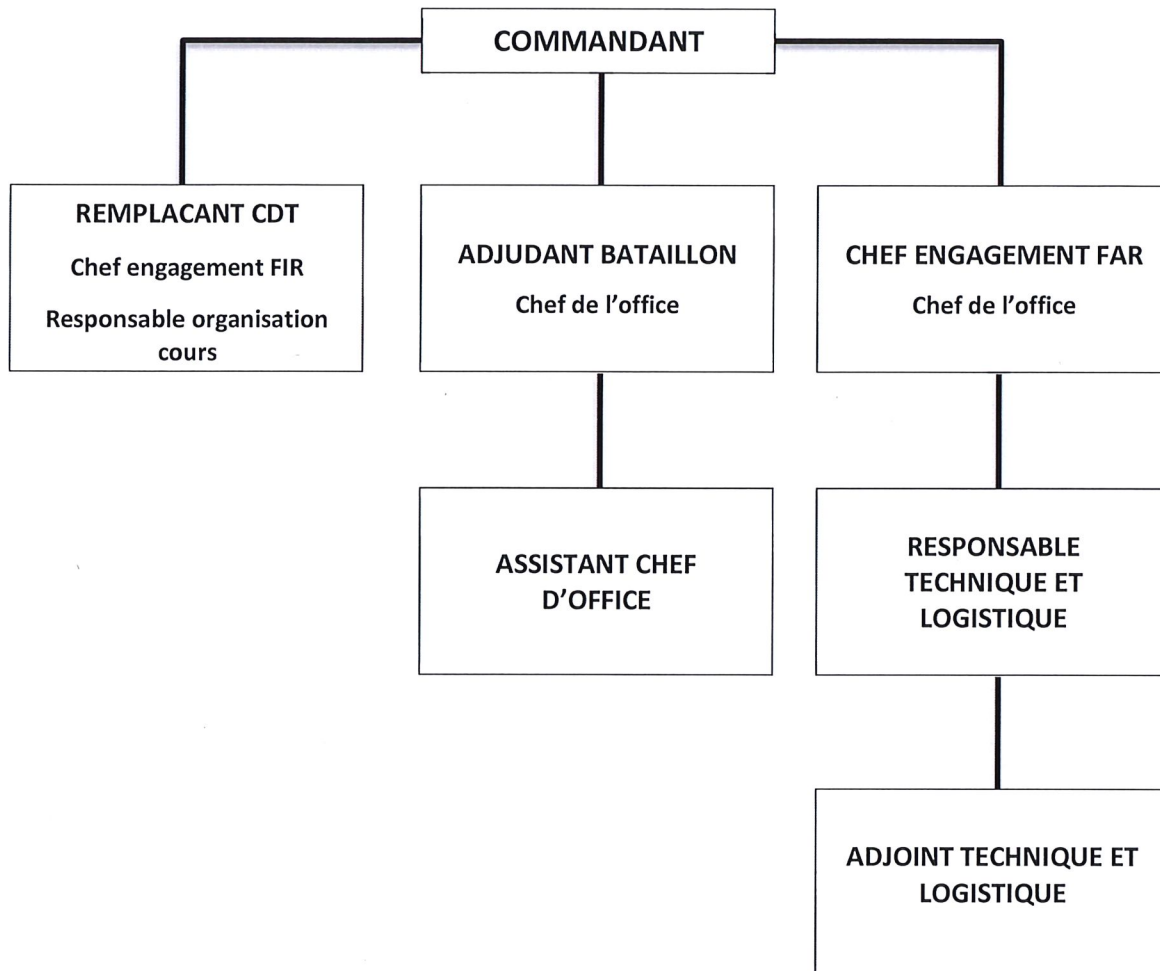 COMMANDANT
REMPLACANT CDT
Chef engagement FIR
Responsable organisation
cours
ADJUDANT BATAILLON
Chef de l’office
CHEF ENGAGEMENT FAR
Chef de l’office
ASSISTANT CHEF
D’OFFICE
RESPONSABLE
TECHNIQUE ET
LOGISTIQUE
ADJOINT TECHNIQUE ET
LOGISTIQUE